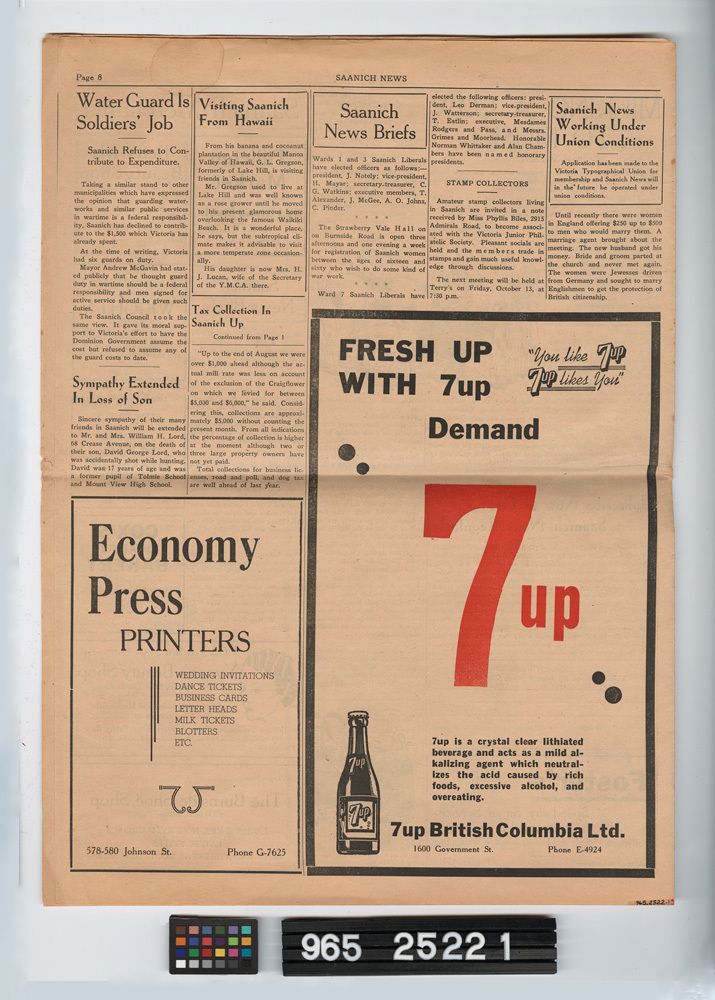 Page 8
SAANICH NEWS
Water Guard Is
Soldiers' Job
Saanich Refuses to Con-
tribute to Expenditure.
Taking a similar stand to other
municipalities which have expressed
the opinion that guarding water-
works and similar public services
in wartime is a federal responsibil-
ity, Saanich has declined to contrib-
ute to the $1,500 which Victoria has
already spent.
At the time of writing, Victoria
had six guards on duty.
Mayor Andrew McGavin had stat-
ed publicly that he thought guard
duty in wartime should be a federal
responsibility and men signed for
active service should be given such
duties.
The Saanich Council took the
same view. It gave its moral sup-
port to Victoria's effort to have the
Dominion Government assume the
cost but refused to assume any of
the guard costs to date.
Sympathy Extended
In Loss of Son
Sincere sympathy of their many
friends in Saanich will be extended
to Mr. and Mrs. William H. Lord,
58 Crease Avenue, on the death of
their son, David George Lord, who
was accidentally shot while hunting.
David was 17 years of age and was
a former pupil of Tolmie School
and Mount View High School.
Visiting Saanich
From Hawaii
From his banana and cocoanut
plantation in the beautiful Manoa
Valley of Hawaii, G. L. Gregson,
formerly of Lake Hill, is visiting
friends in Saanich.
Mr. Gregson used to live at
Lake Hill and was well known
as a rose grower until he moved
to his present glamorous home
overlooking the famous Waikiki
Beach. It is a wonderful place,
he says, but the subtropical cli-
mate makes it advisable to visit
a more temperate zone occasion-
ally.
His daughter is now Mrs. H.
J. Lucan, wife of the Secretary
of the Y.M.C.A. there.
Tax Collection In
Saanich Up
Continued from Page 1
"Up to the end of August we were
over $1,000 ahead although the ac-
tual mill rate was less on account
of the exclusion of the Craigflower
on which we levied for between
$5,000 and $6,000," he said. Consid-
ering this, collections are approxi-
mately $5,000 without counting the
present month. From all indications
the percentage of collection is higher
at the moment although two or
three large property owners have
not yet paid.
Total collections for business lic-
enses, road and poll, and dog tax
are well ahead of last year.
Saanich
News Briefs
Wards 1 and 3 Saanich Liberals
have elected officers as follows:—
president, J. Notely; vice-president,
H. Mayar; secretary-treasurer, C.
G. Watkins; executive members, T.
Alexander, J. McGee, A. O. Johns,
C. Pinder.
* * * *
The Strawberry Vale Hall on
on Burnside Road is open three
afternoons and one evening a week
for registration of Saanich women
between the ages of sixteen and
sixty who wish to do some kind of
war work.
* * * *
Ward 7 Saanich Liberals have
elected the following officers: presi-
dent, Leo Derman; vice-president,
J. Watterson; secretary-treasurer,
T. Eatlin; executive, Mesdames
Rodgers and Pass, and Messrs.
Grimes and Moorhead. Honorable
Norman Whittaker and Alan Cham-
bers have been named honorary
presidents.
STAMP COLLECTORS
Amateur stamp collectors living
in Saanich are invited in a note
received by Miss Phyllis Biles, 2915
Admirals Road, to become associ-
ated with the Victoria Junior Phil-
atelic Society. Pleasant socials are
held and the members trade in
stamps and gain much useful knowl-
edge through discussions.
The next meeting will be held at
Terry's on Friday, October 13, at
7:30 p.m.
Saanich News
Working Under
Union Conditions
Application has been made to the
Victoria Typographical Union for
membership and Saanich News will
in the future he operated under
union conditions.
Until recently there were women
in England offering $250 up to $500
to men who would marry them. A
marriage agent brought about the
meeting. The new husband got his
money. Bride and groom parted at
the church and never met again.
The women were Jewesses driven
from Germany and sought to marry
Englishmen to get the protection of
British citizenship.
Economy
Press
PRINTERS
WEDDING INVITATIONS
DANCE TICKETS
BUSINESS CARDS
LETTER HEADS
MILK TICKETS
BLOTTERS
ETC.
578-580 Johnson St.
Phone G-7625
FRESH UP
WITH 7up
"You like 7up
7up likes You"
Demand
7up
7up is a crystal clear lithiated
beverage and acts as a mild al-
kalizing agent which neutral-
izes the acid caused by rich
foods, excessive alcohol, and
overeating.
7up
7up
7up British Columbia Ltd.
1600 Government St.
Phone E-4924
965 2522 1